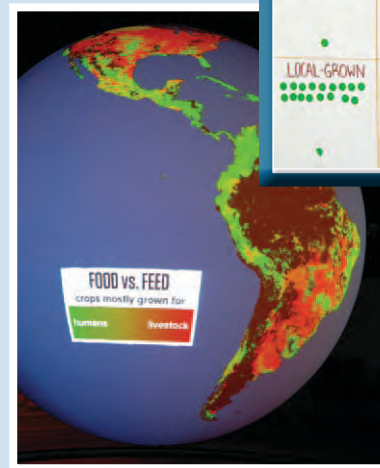 LOCAL-GROWN
FOOD vs. FEED
crops mostly grown for
humans livestock